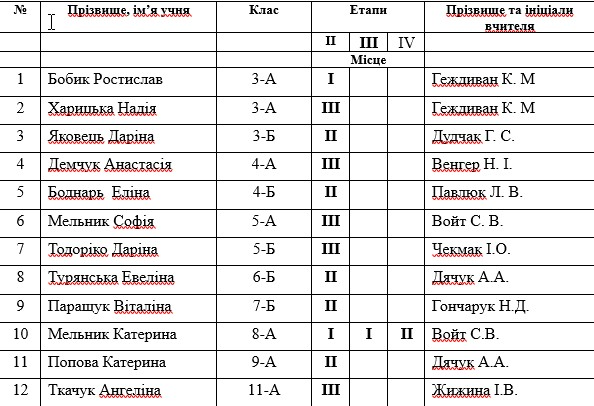 № Прізвище, ім’я учня Клас Етапи Прізвище та ініціали вчителя
II III IV
Місце
1 Бобик Ростислав 3-А I Геждиван К. М
2 Харицька Надія 3-А III Геждиван К. М
3 Яковець Даріна 3-Б II Дудчак Г. С.
4 Демчук Анастасія 4-А III Венгер Н. І.
5 Боднарь Еліна 4-Б II Павлюк Л. В.
6 Мельник Софія 5-А III Войт С. В.
7 Тодоріко Даріна 5-Б III Чекмак І.О.
8 Турянська Евеліна 6-Б II Дячук А.А.
9 Паращук Віталіна 7-Б II Гончарук Н.Д.
10 Мельник Катерина 8-А I I II Войт С.В.
11 Попова Катерина 9-А II Дячук А.А.
12 Ткачук Ангеліна 11-А III Жижина І.В.